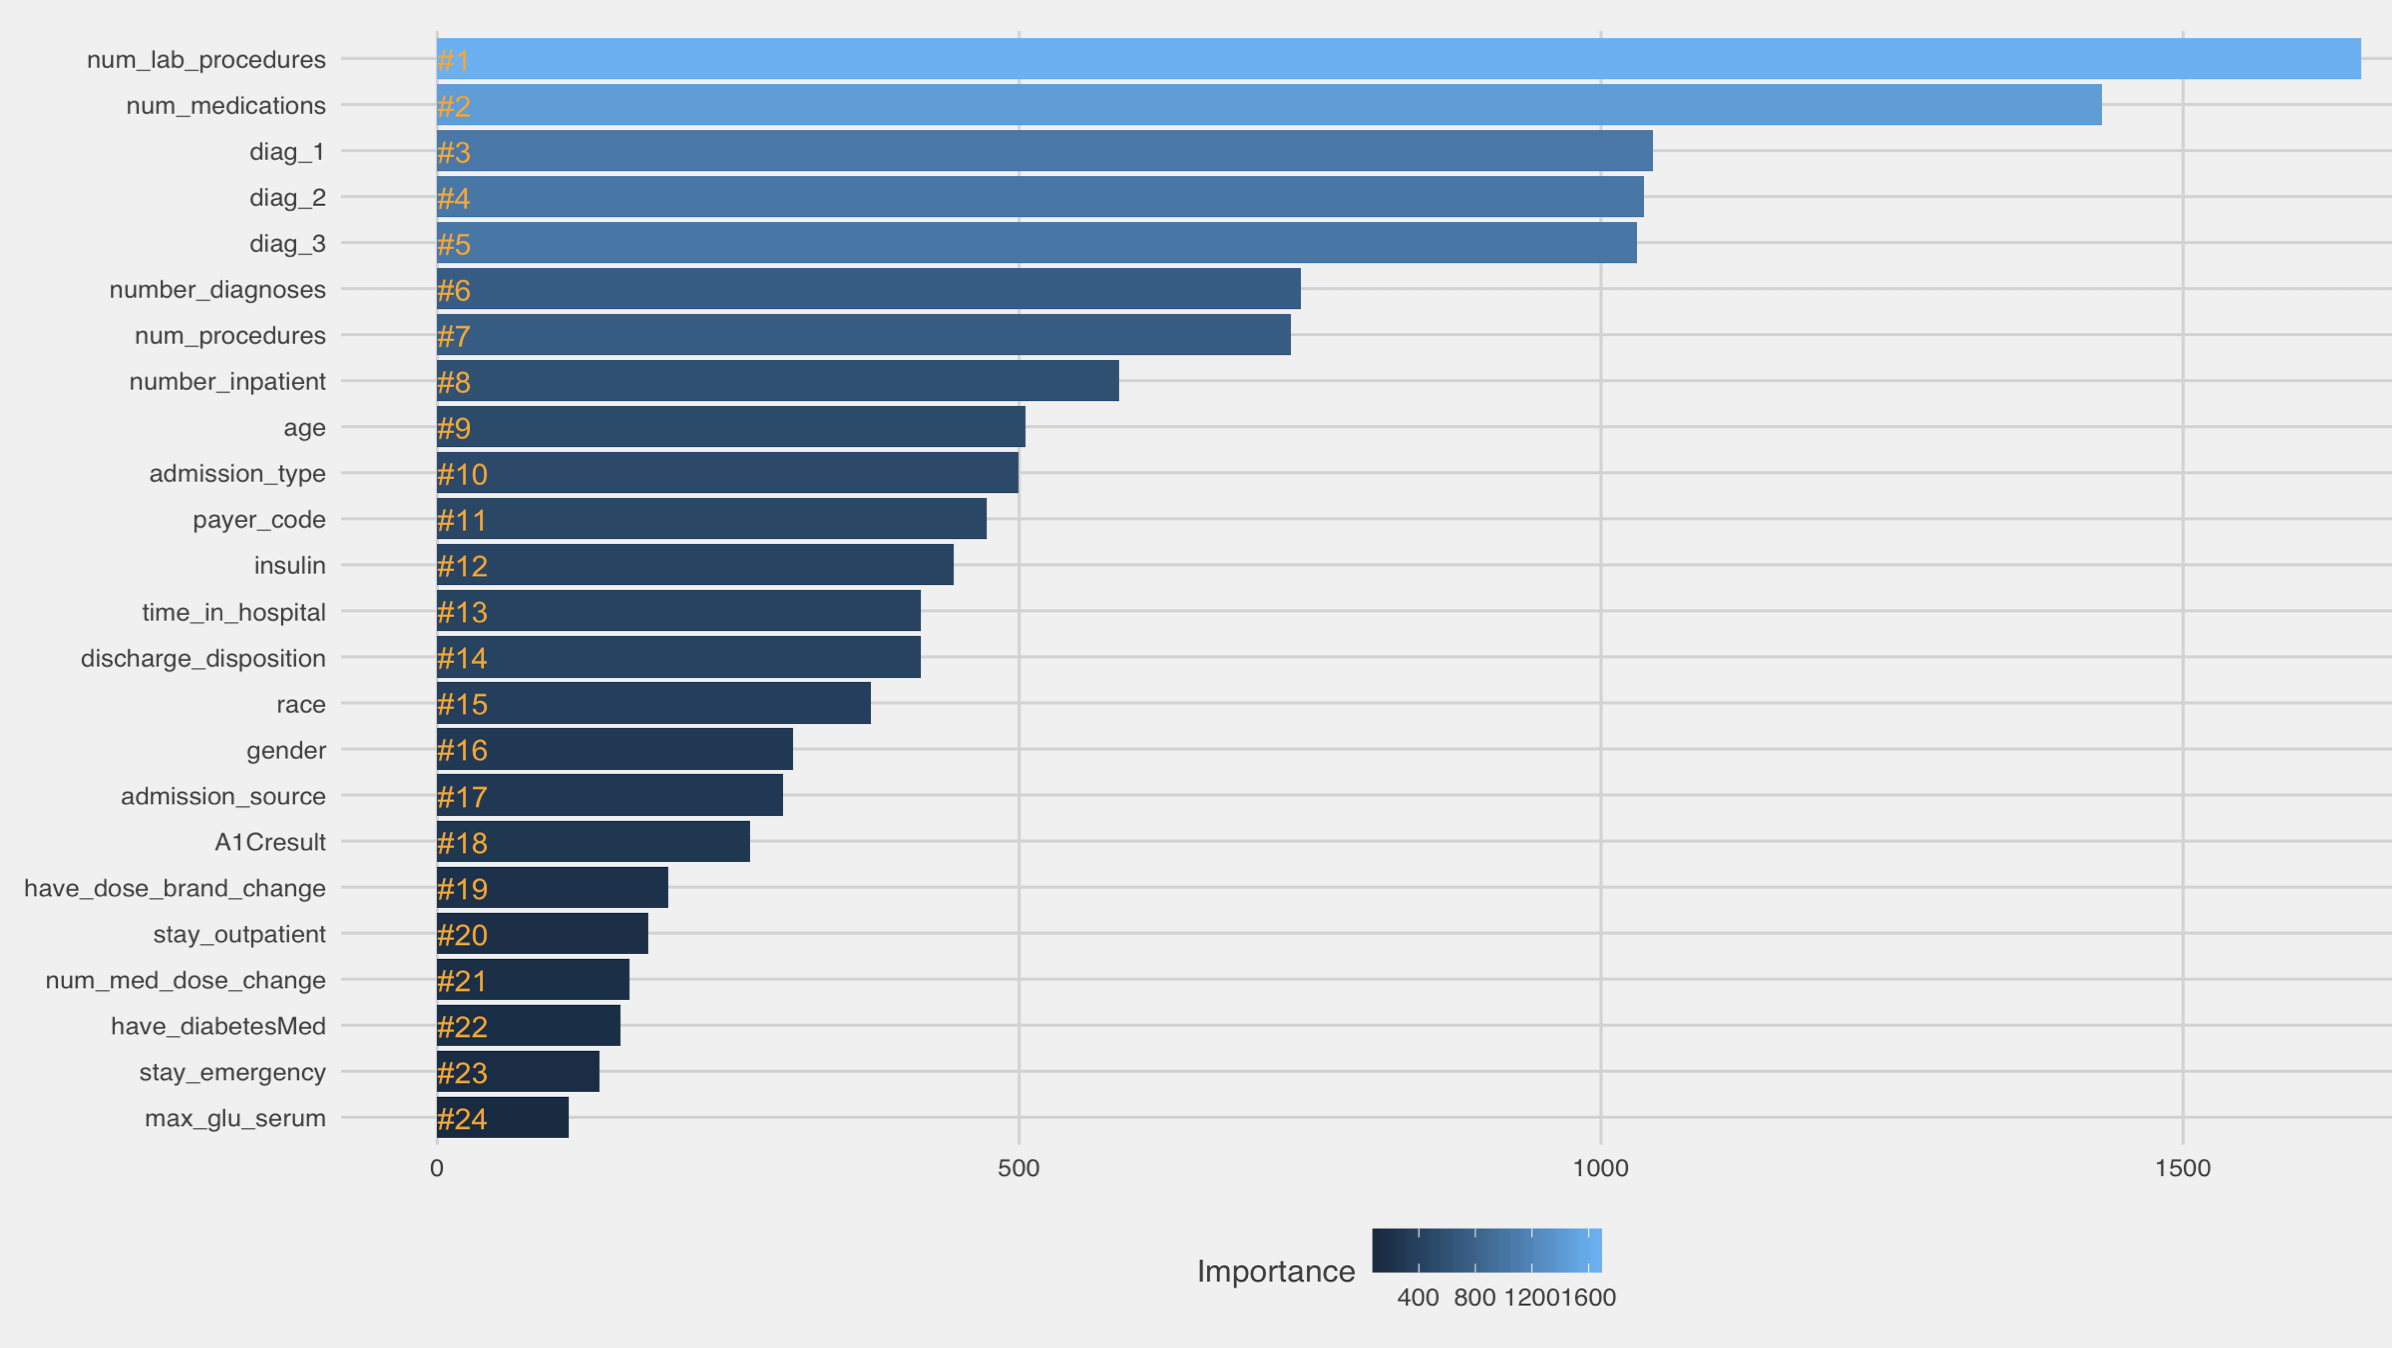 num_lab_procedures #1
num_medications #2
diag_1 #3
diag_2 #4
diag_3 #5
number_diagnoses #6
num_procedures #7
number_inpatient #8
age #9
admission_type #10
payer_code #11
insulin #12
time_in_hospital #13
discharge_disposition #14
race #15
gender #16
admission_source #17
A1Cresult #18
have_dose_brand_change #19
stay_outpatient #20
num_med_dose_change #21
have_diabetesMed #22
stay_emergency #23
max_glu_serum #24
0 500 1000 1500
Importance
400 800 1200 1600